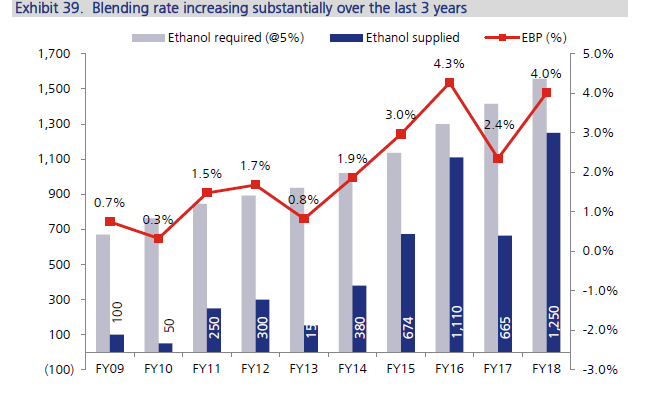 Exhibit 39. Blending rate increasing substantially over the last 3 years
Ethanol required (@5%) Ethanol supplied EBP (%)
1,700 5.0%
1,500 4.0%
1,300 3.0%
1,100 2.0%
900 1.0%
700 0.0%
500 -1.0%
300 -2.0%
100 -3.0%
(100)
0.7% 0.3% 1.5% 1.7% 0.8% 1.9% 3.0% 4.3% 2.4% 4.0%
100 50 250 300 15 380 674 1,110 665 1,250
FY09 FY10 FY11 FY12 FY13 FY14 FY15 FY16 FY17 FY18